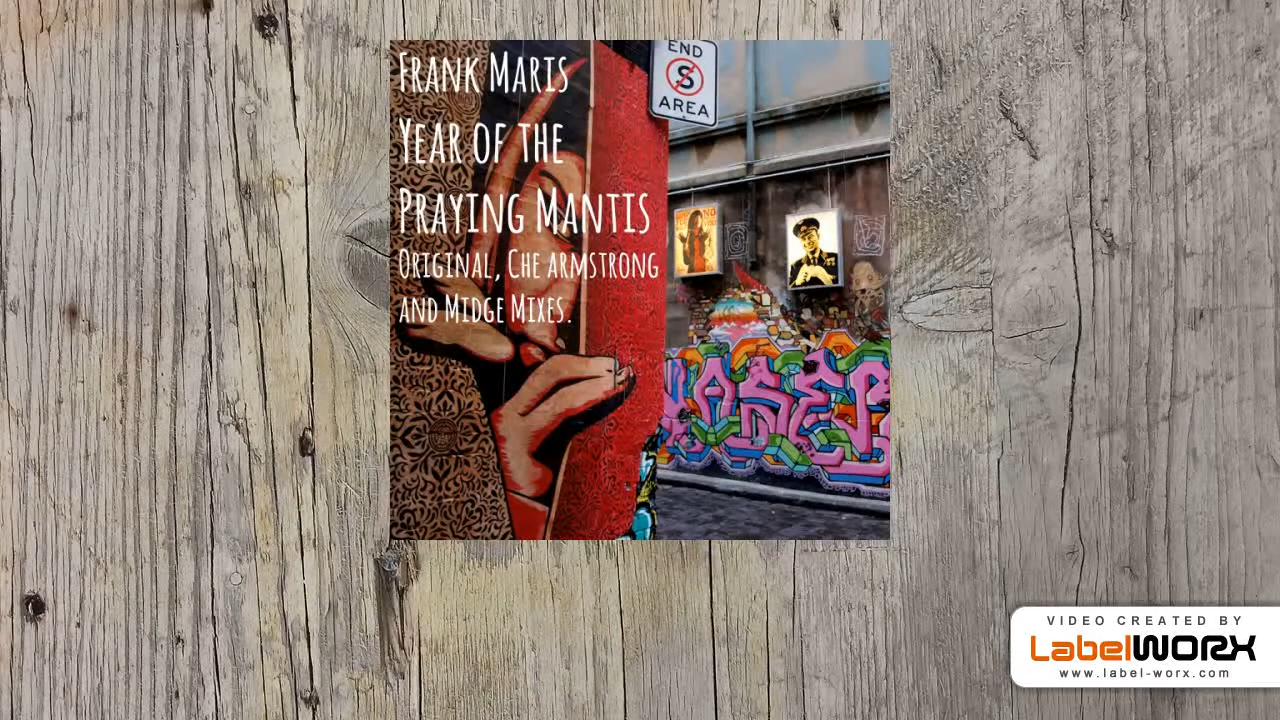 Frank Maris
Year of the
Praying Mantis
Original, Che armstrong
and Midge Mixes.
END
S
AREA
VIDEO CREATED BY
LabelWORX
www.label-worx.com